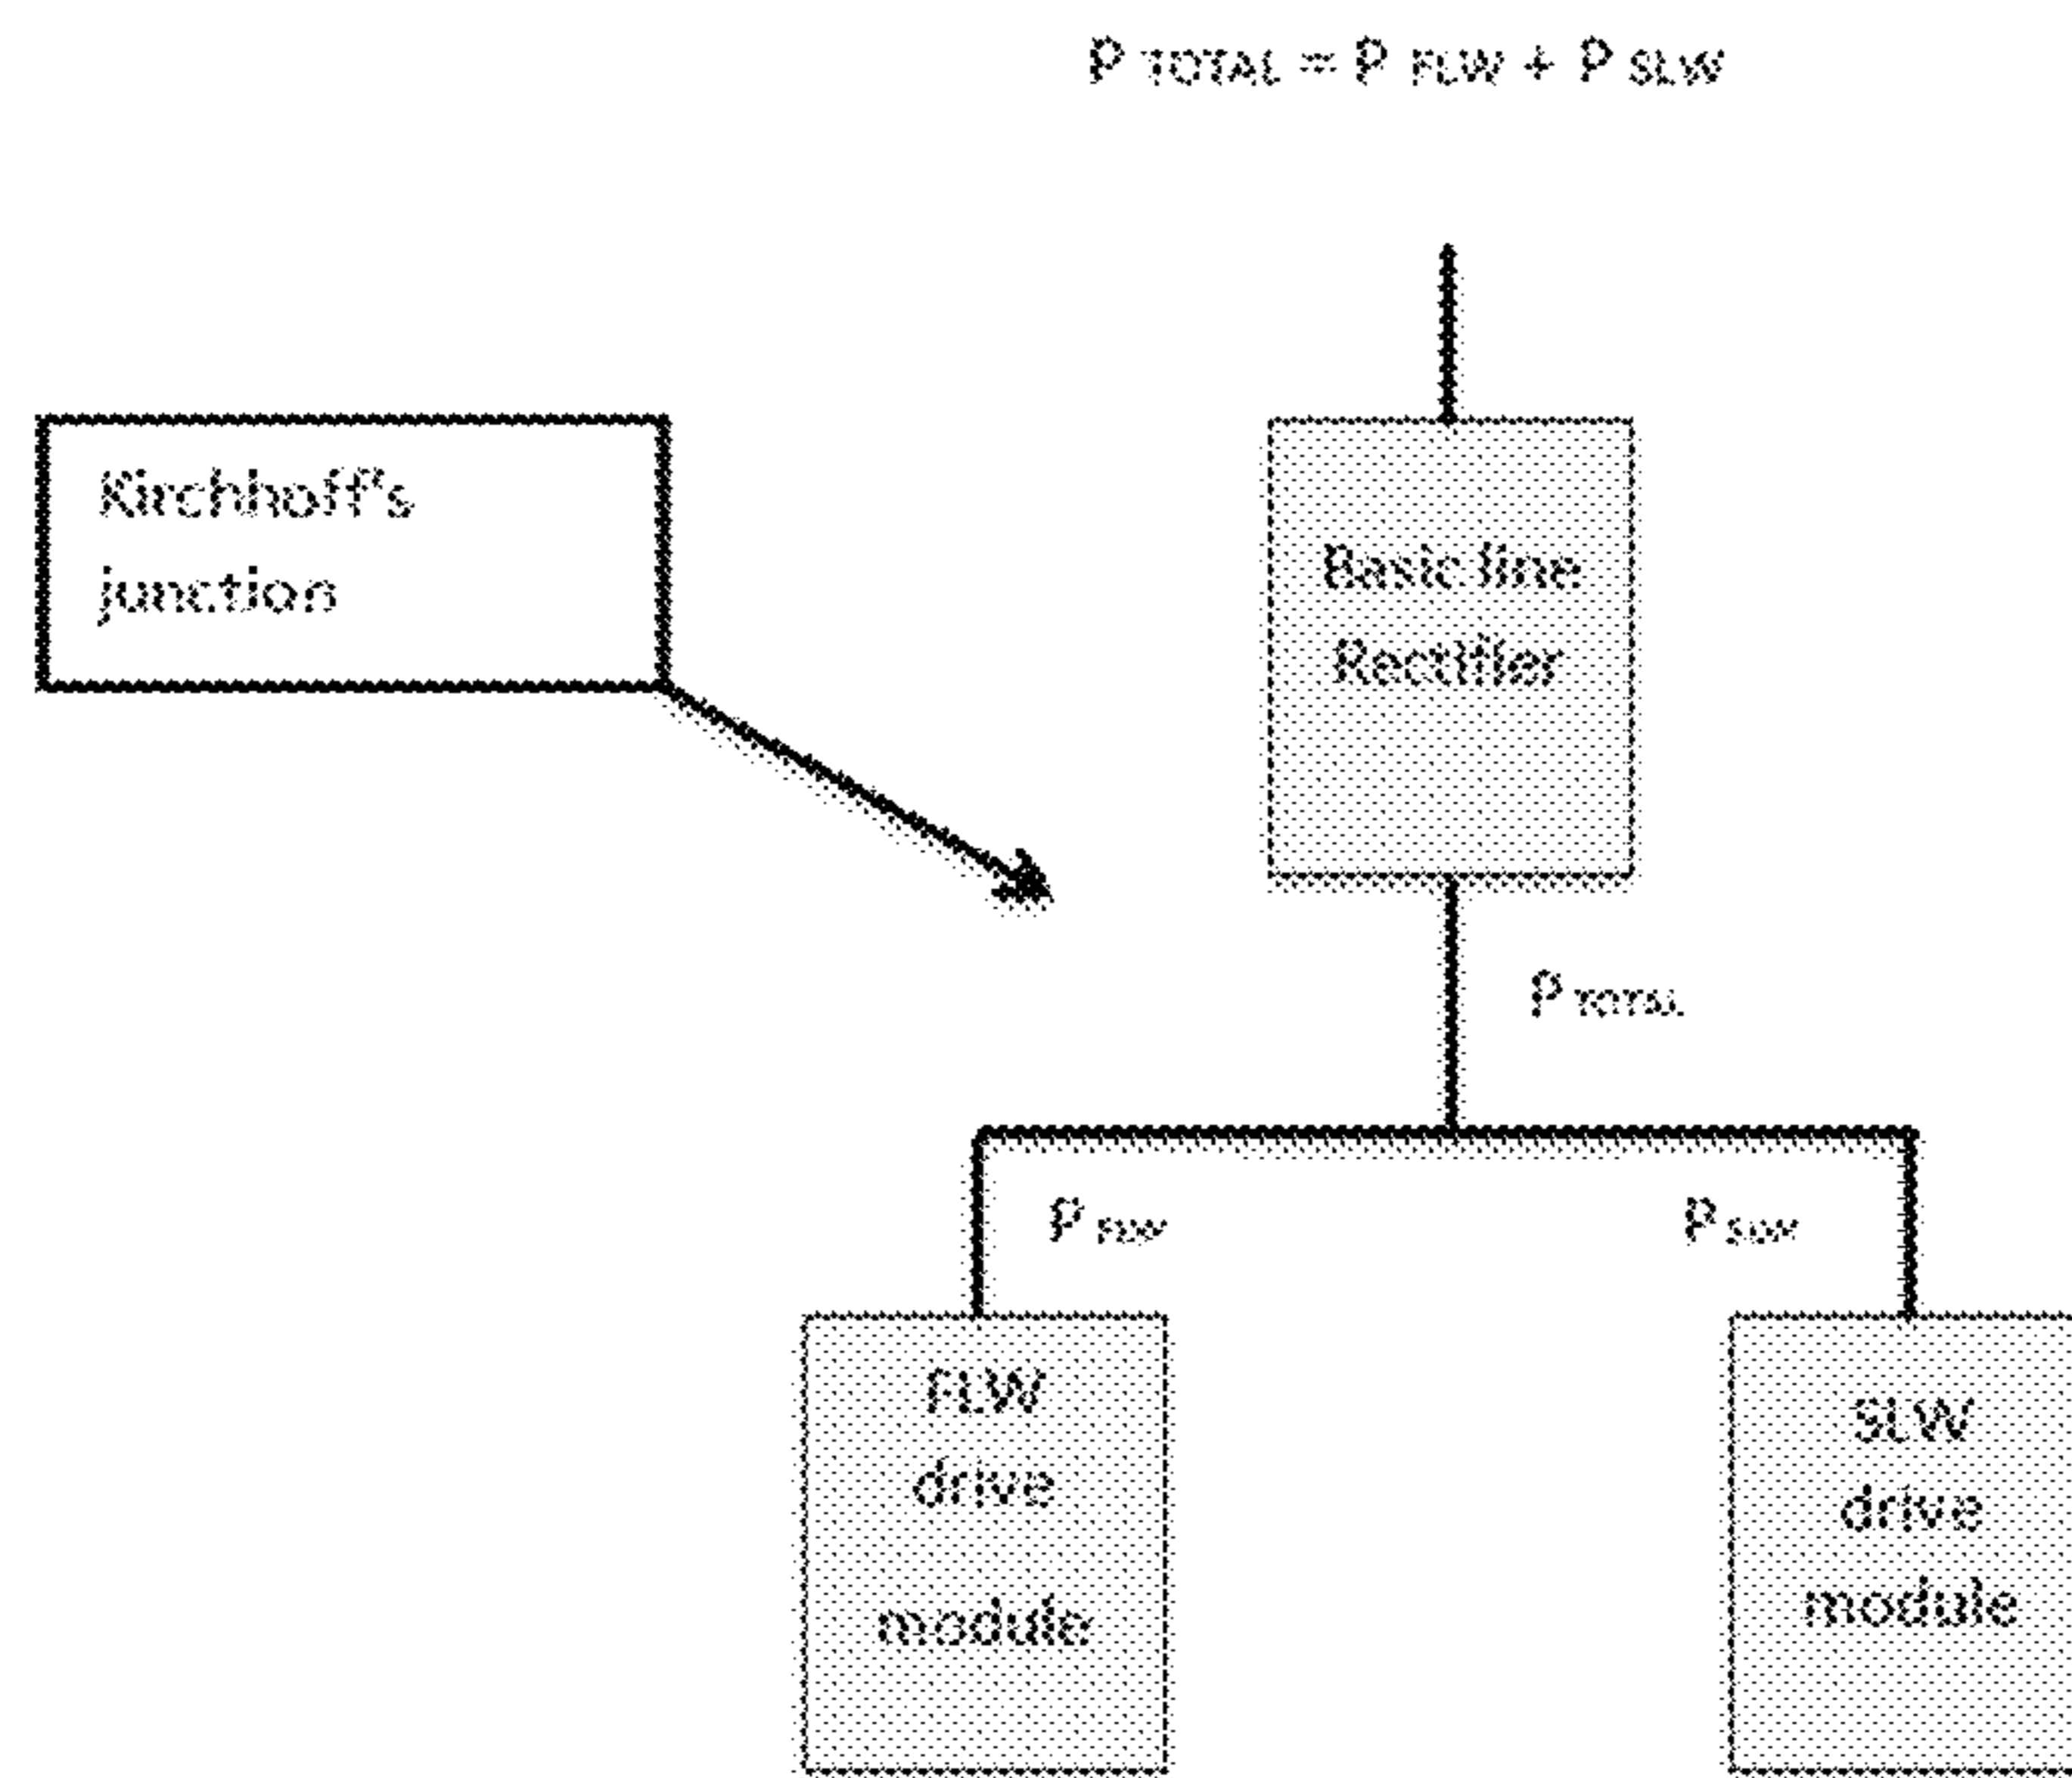 P TOTAL = P FLW + P SLW
Kirchhoff's
junction
Basic line
Rectifier
P TOTAL
P FLW
P SLW
FLW
drive
module
SLW
drive
module